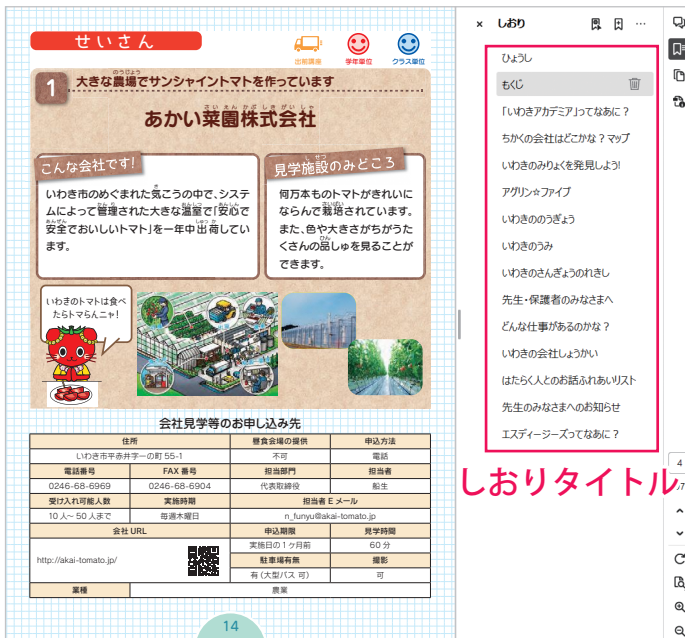 せいさん
出前講座
学年単位
クラス単位
1
大きな農場でサンシャイントマトを作っています
のうじょう
あかい菜園株式会社
さいえんかぶしきがいしゃ
こんな会社です!
いわき市のめぐまれた気こうの中で、システ
ムによって管理された大きな温室で「安心で
安全でおいしいトマト」を一年中出荷してい
ます。
見学施設のみどころ
何万本ものトマトがきれいに
ならんで栽培されています。
また、色や大きさがちがうた
くさんの品しゅを見ることが
できます。
いわきのトマトは食べ
たらトマらんニャ!
会社見学等のお申し込み先
住所 昼食会場の提供 申込方法
いわき市平赤井字一の町 55-1 不可 電話
電話番号 FAX 番号 担当部門 担当者
0246-68-6969 0246-68-6904 代表取締役 船生
受け入れ可能人数 実施時期 担当者 E メール
10 人~ 50 人まで 毎週木曜日 n_funyu@akai-tomato.jp
会社 URL 申込期限 見学時間
http://akai-tomato.jp/ 実施日の 1 ヶ月前 60 分
駐車場有無 撮影
有 (大型バス 可) 可
業種 農業
14
× しおり
ひょうし
もくじ
「いわきアカデミア」ってなあに?
ちかくの会社はどこかな?マップ
いわきのみりょくを発見しよう!
アグリン☆ファイブ
いわきののうぎょう
いわきのうみ
いわきのさんぎょうのれきし
先生・保護者のみなさまへ
どんな仕事があるのかな?
いわきの会社しょうかい
はたらく人とのお話ふれあいリスト
先生のみなさまへのお知らせ
エスディージーズってなあに?
しおりタイトル
4